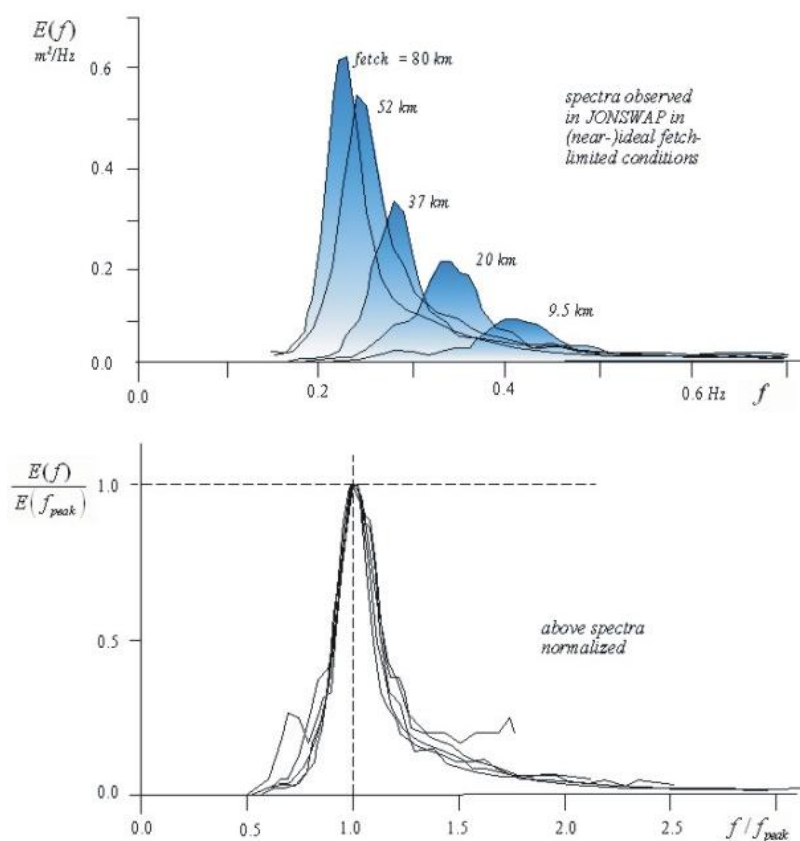 E(f)
m²/Hz
0.6
0.4
0.2
0.0
fetch = 80 km
52 km
37 km
20 km
9.5 km
spectra observed
in JONSWAP in
(near-)ideal fetch-
limited conditions
0.0
0.2
0.4
0.6 Hz
f
E(f)
E(f_peak)
1.0
0.5
0.0
above spectra
normalized
0.0
0.5
1.0
1.5
2.0
2.5
f / f_peak